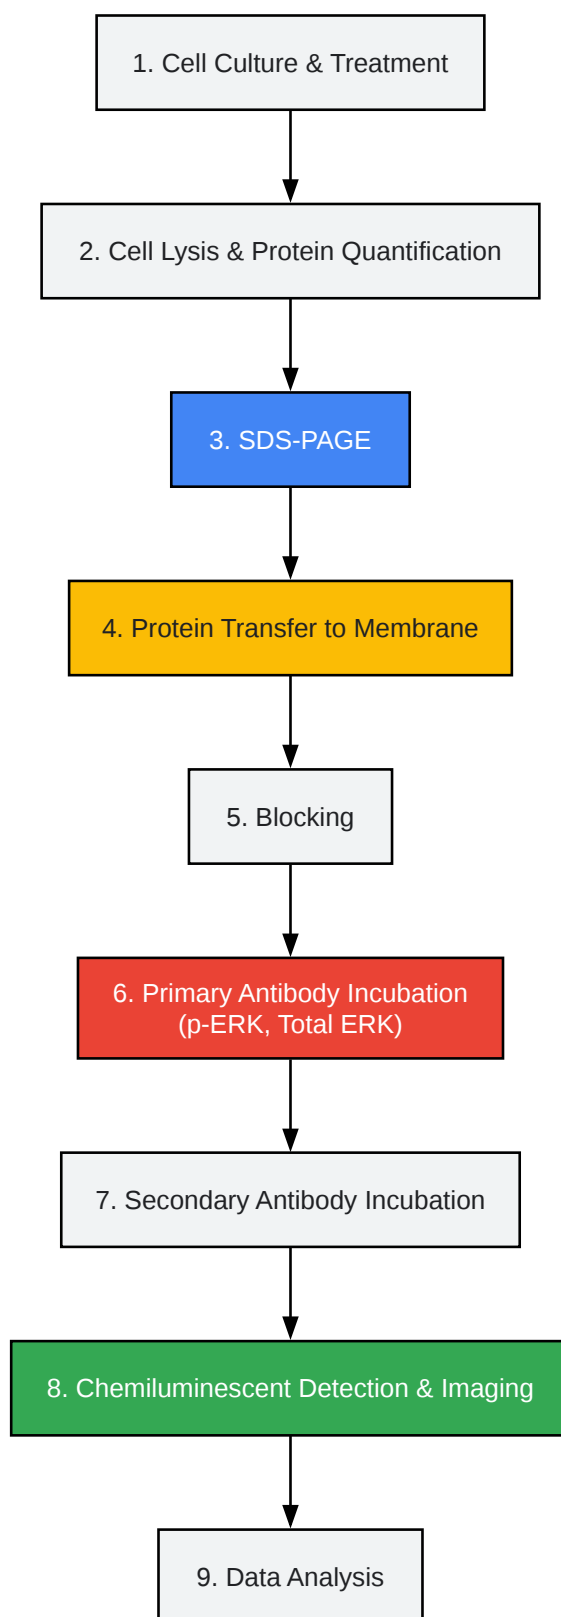 1. Cell Culture & Treatment
2. Cell Lysis & Protein Quantification
3. SDS-PAGE
4. Protein Transfer to Membrane
5. Blocking
6. Primary Antibody Incubation
(p-ERK, Total ERK)
7. Secondary Antibody Incubation
8. Chemiluminescent Detection & Imaging
9. Data Analysis